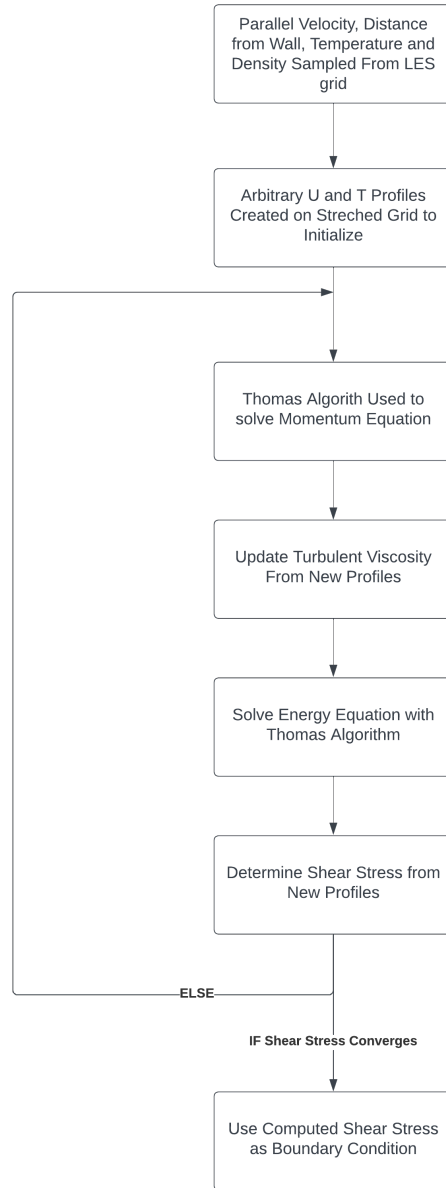 Parallel Velocity, Distance
from Wall, Temperature and
Density Sampled From LES
grid
Arbitrary U and T Profiles
Created on Streched Grid to
Initialize
Thomas Algorith Used to
solve Momentum Equation
Update Turbulent Viscosity
From New Profiles
Solve Energy Equation with
Thomas Algorithm
Determine Shear Stress from
New Profiles
ELSE
IF Shear Stress Converges
Use Computed Shear Stress
as Boundary Condition